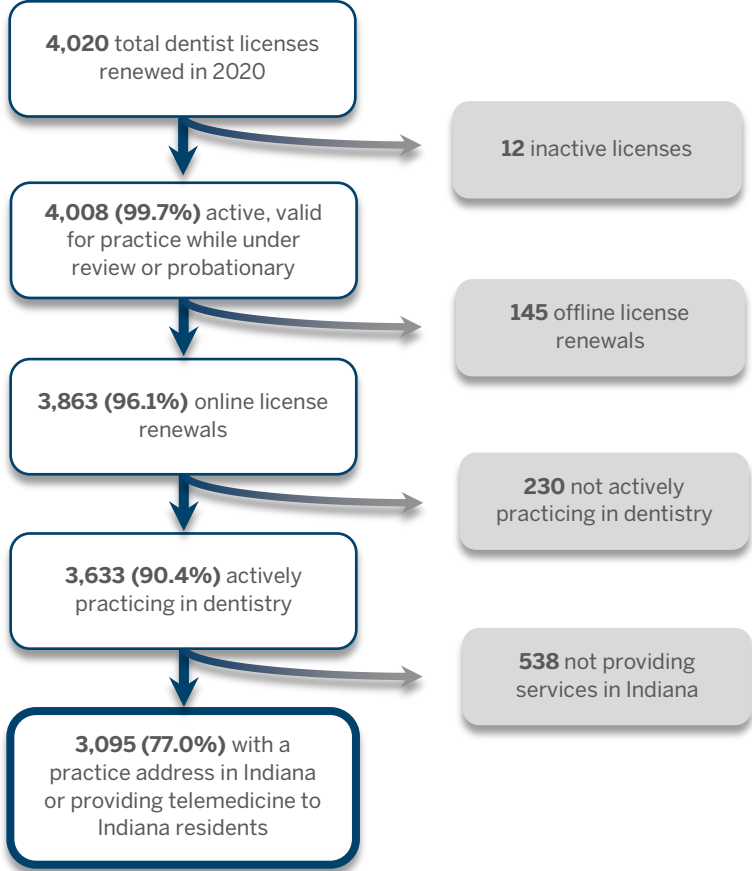 4,020 total dentist licenses
renewed in 2020
12 inactive licenses
4,008 (99.7%) active, valid
for practice while under
review or probationary
145 offline license
renewals
3,863 (96.1%) online license
renewals
230 not actively
practicing in dentistry
3,633 (90.4%) actively
practicing in dentistry
538 not providing
services in Indiana
3,095 (77.0%) with a
practice address in Indiana
or providing telemedicine to
Indiana residents